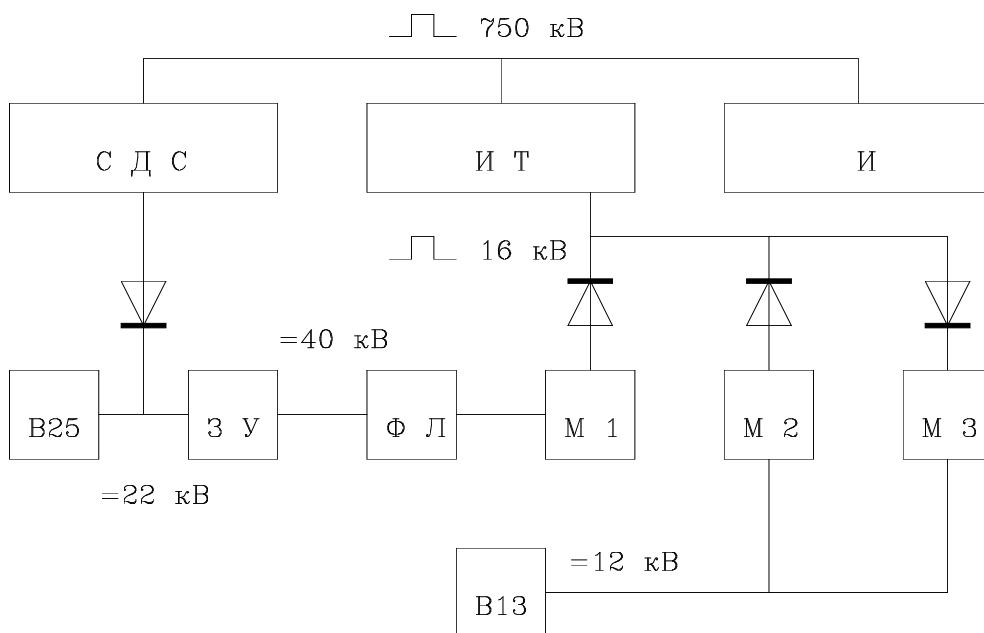 750 кВ
С Д С
И Т
И
16 кВ
=40 кВ
В25
З У
Ф Л
М 1
М 2
М 3
=22 кВ
=12 кВ
В13